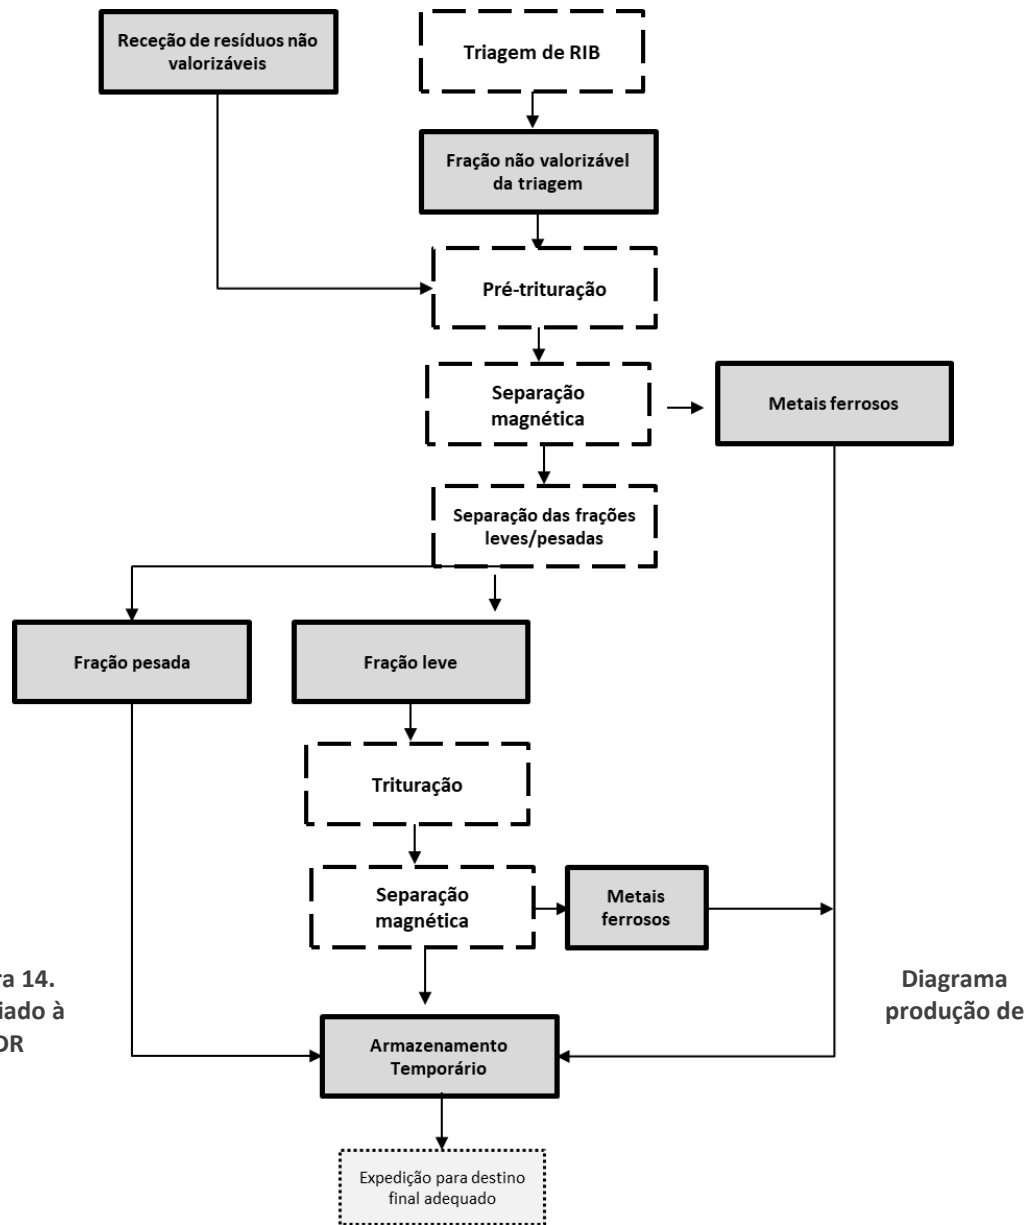 Receção de resíduos não
valorizáveis
Triagem de RIB
Fração não valorizável
da triagem
Pré-trituração
Separação
magnética
Metais ferrosos
Separação das frações
leves/pesadas
Fração pesada
Fração leve
Trituração
Separação
magnética
Metais
ferrosos
ra 14.
iado à
DR
Diagrama
produção de
Armazenamento
Temporário
Expedição para destino
final adequado